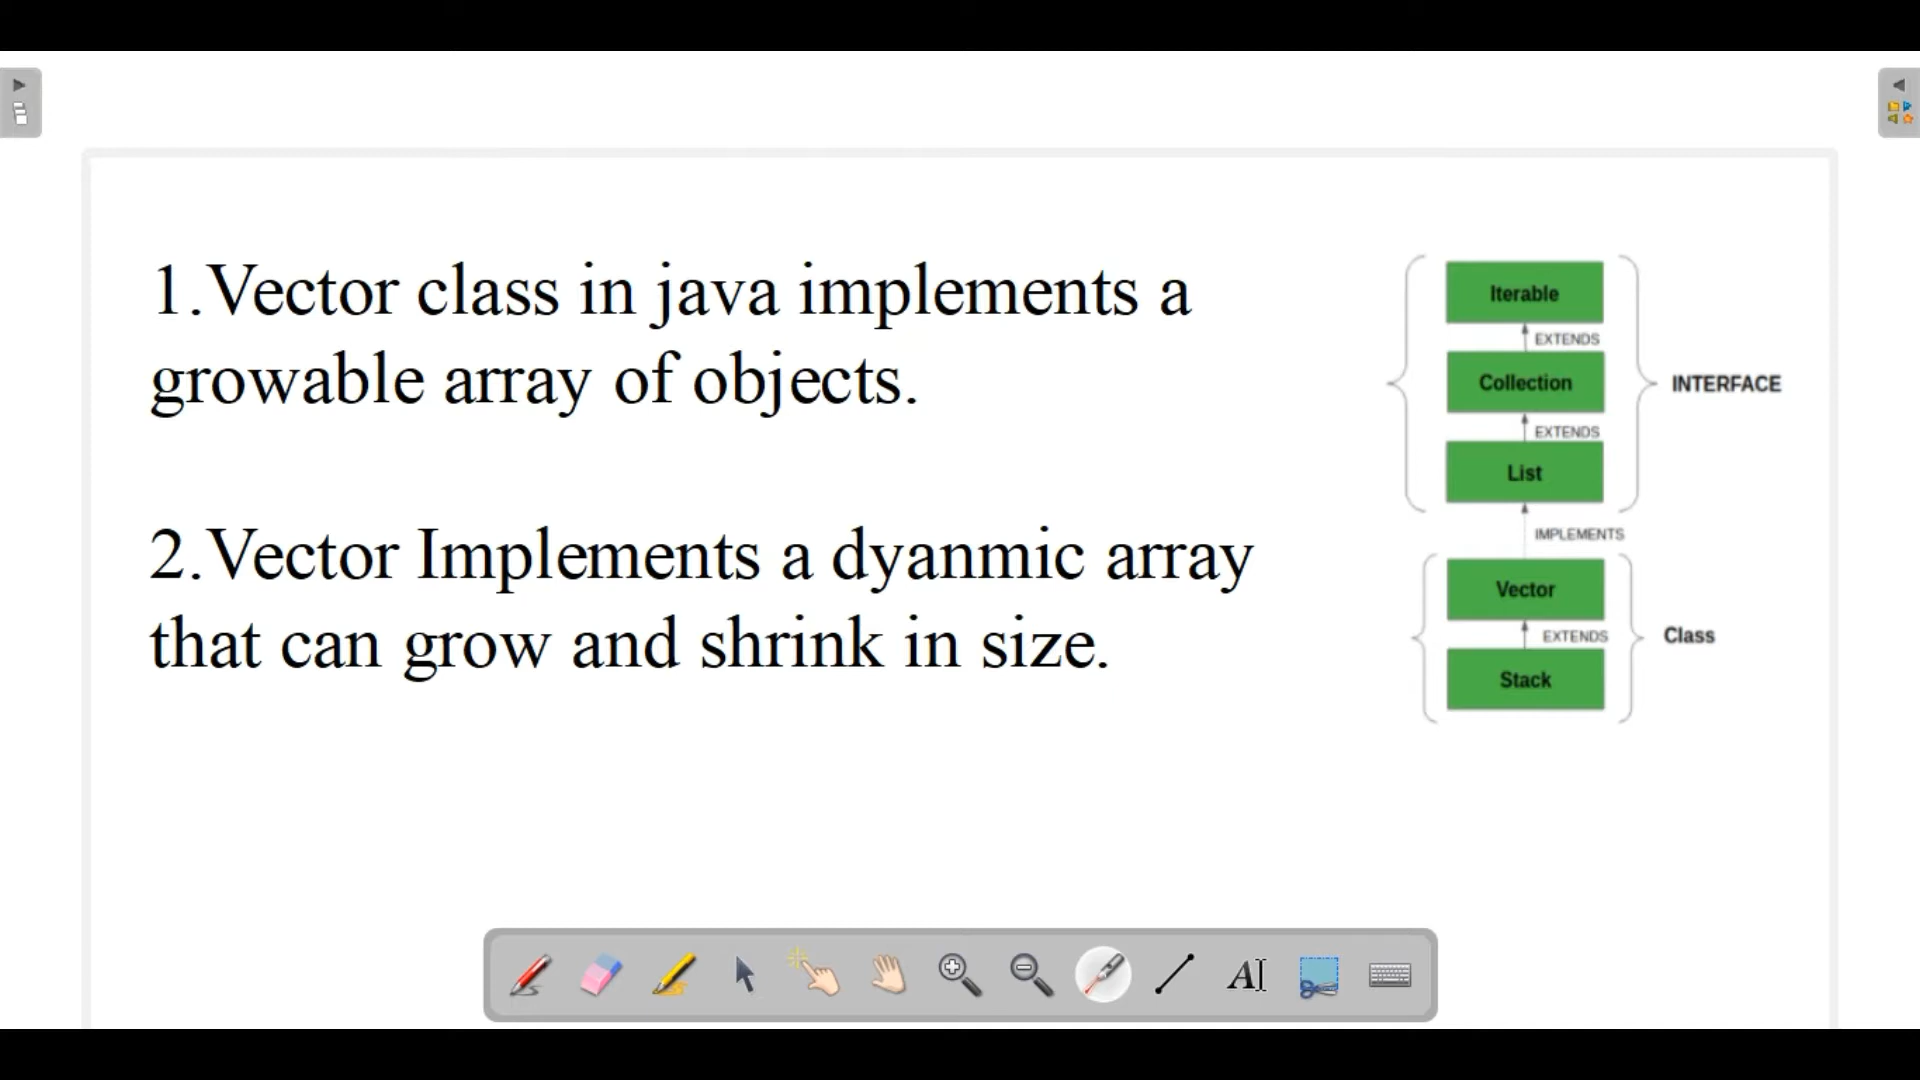 1.Vector class in java implements a
growable array of objects.
2.Vector Implements a dyanmic array
that can grow and shrink in size.
Iterable
EXTENDS
Collection
INTERFACE
EXTENDS
List
IMPLEMENTS
Vector
EXTENDS
Class
Stack
AI